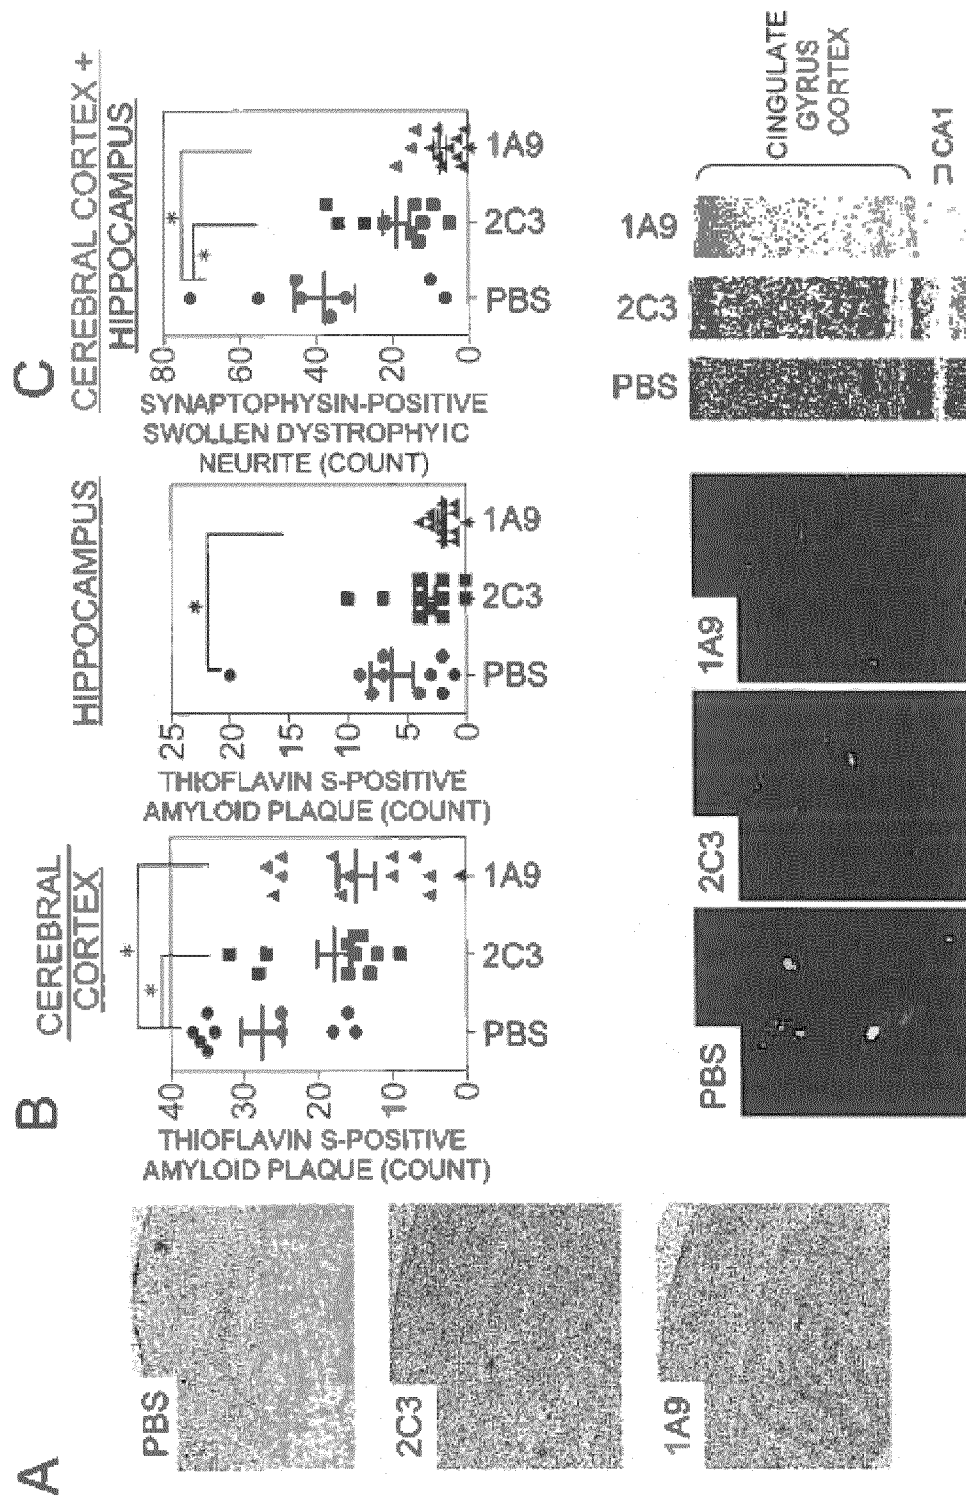 A
PBS
2C3
1A9
B
CEREBRAL
CORTEX
THIOFLAVIN S-POSITIVE
AMYLOID PLAQUE (COUNT)
40
30
20
10
0
*
*
PBS
2C3
1A9
HIPPOCAMPUS
THIOFLAVIN S-POSITIVE
AMYLOID PLAQUE (COUNT)
25
20
15
10
5
0
*
PBS
2C3
1A9
PBS
2C3
1A9
C
CEREBRAL CORTEX +
HIPPOCAMPUS
SYNAPTOPHYSIN-POSITIVE
SWOLLEN DYSTROPHYIC
NEURITE (COUNT)
80
60
40
20
0
*
*
PBS
2C3
1A9
PBS
2C3
1A9
CINGULATE
GYRUS
CORTEX
CA1